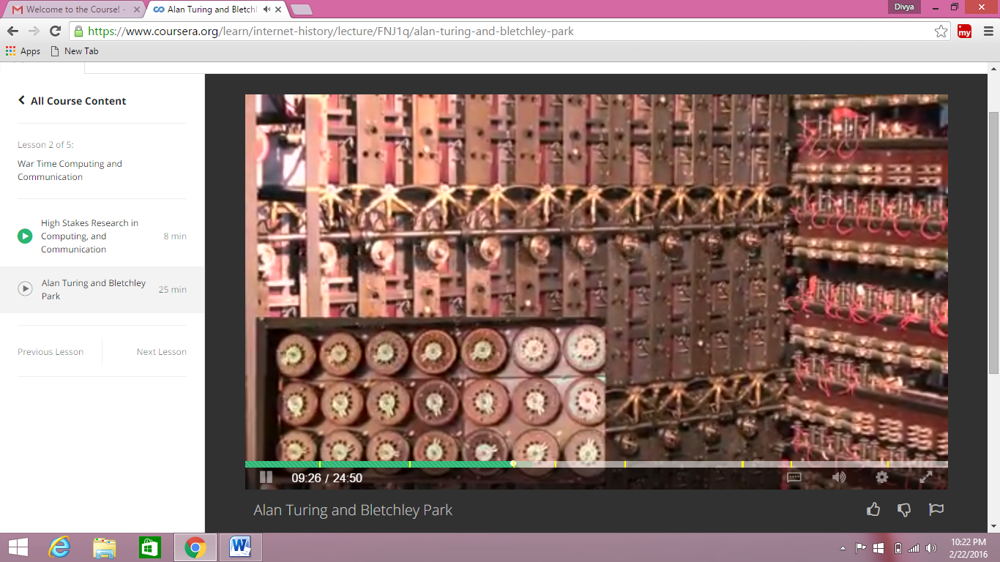 Welcome to the Course! -
Alan Turing and Bletchl
Divya
https://www.coursera.org/learn/internet-history/lecture/FNJ1q/alan-turing-and-bletchley-park
my
Apps
New Tab
All Course Content
Lesson 2 of 5:
War Time Computing and
Communication
High Stakes Research in
Computing, and
Communication
8 min
Alan Turing and Bletchley
Park
25 min
Previous Lesson
Next Lesson
09:26 / 24:50
Alan Turing and Bletchley Park
10:22 PM
2/22/2016